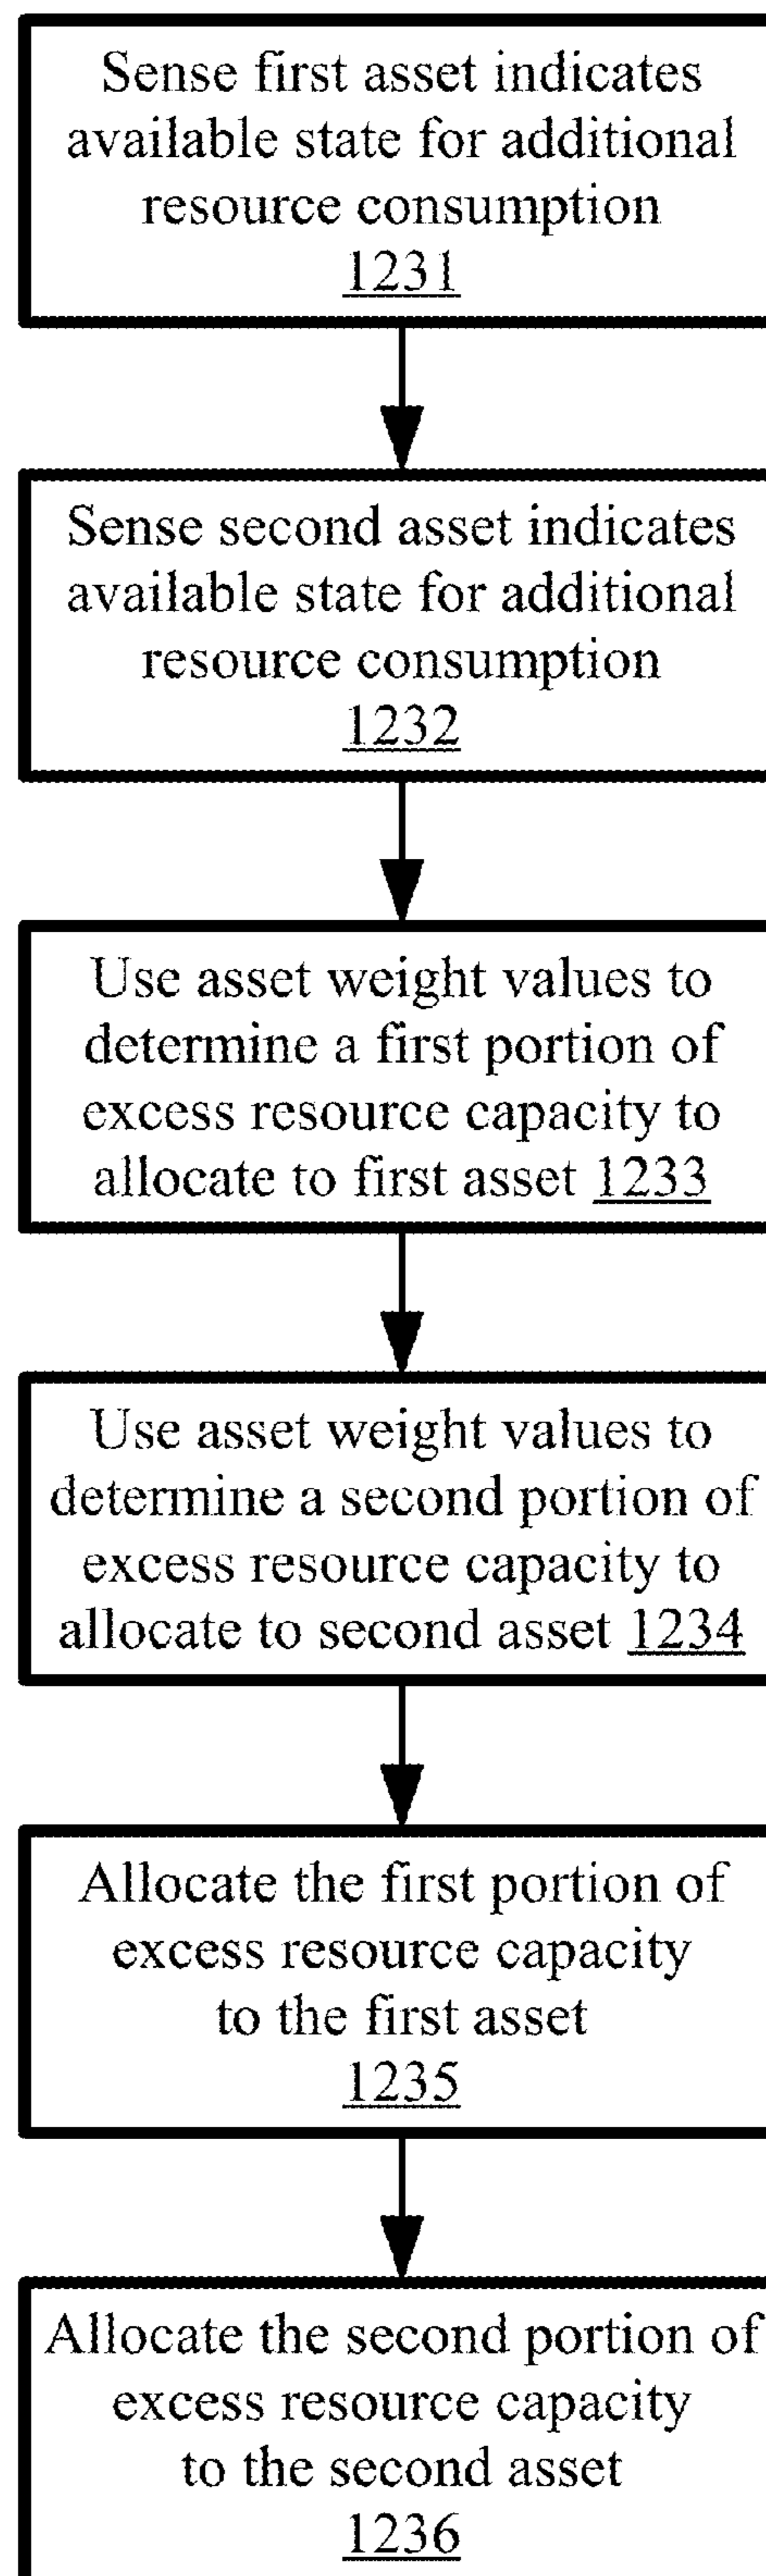 Sense first asset indicates
available state for additional
resource consumption
1231
Sense second asset indicates
available state for additional
resource consumption
1232
Use asset weight values to
determine a first portion of
excess resource capacity to
allocate to first asset 1233
Use asset weight values to
determine a second portion of
excess resource capacity to
allocate to second asset 1234
Allocate the first portion of
excess resource capacity
to the first asset
1235
Allocate the second portion of
excess resource capacity
to the second asset
1236